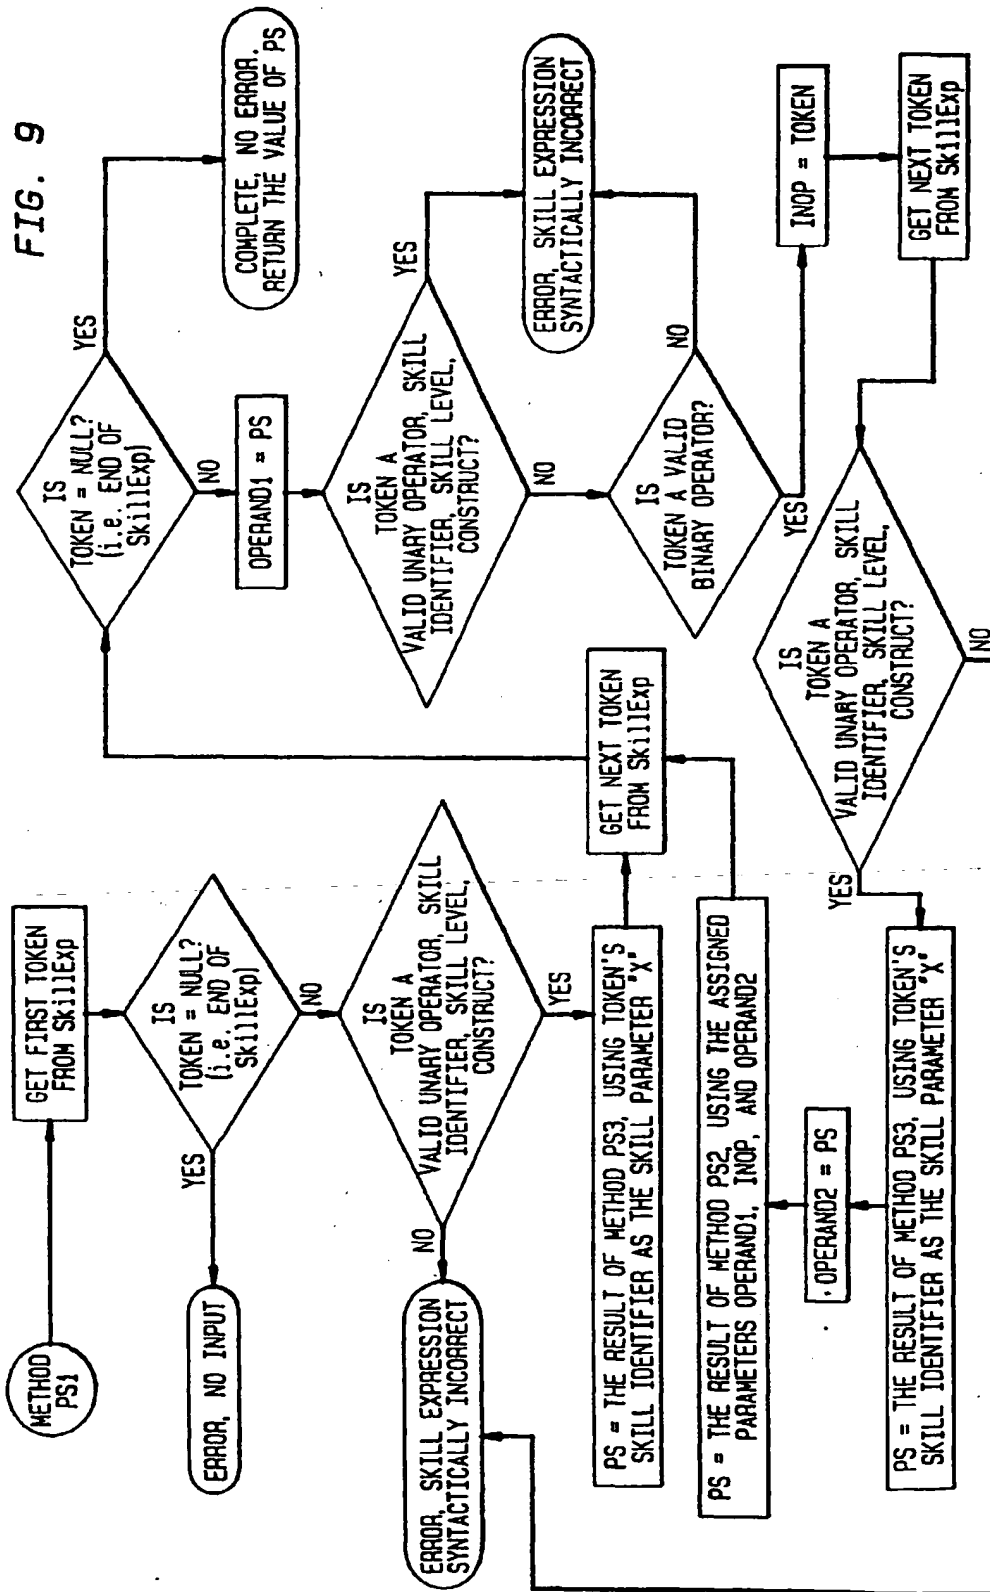 FIG. 9
METHOD
PS1
GET FIRST TOKEN
FROM SkillExp
IS
TOKEN = NULL?
(i.e. END OF
SkillExp)
YES
NO
ERROR, NO INPUT
IS
TOKEN A
VALID UNARY OPERATOR, SKILL
IDENTIFIER, SKILL LEVEL,
CONSTRUCT?
NO
YES
ERROR, SKILL EXPRESSION
SYNTACTICALLY INCORRECT
PS = THE RESULT OF METHOD PS3, USING TOKEN'S
SKILL IDENTIFIER AS THE SKILL PARAMETER "X"
GET NEXT TOKEN
FROM SkillExp
PS = THE RESULT OF METHOD PS2, USING THE ASSIGNED
PARAMETERS OPERAND1, INOP, AND OPERAND2
OPERAND2 = PS
PS = THE RESULT OF METHOD PS3, USING TOKEN'S
SKILL IDENTIFIER AS THE SKILL PARAMETER "X"
IS
TOKEN = NULL?
(i.e. END OF
SkillExp)
YES
NO
COMPLETE, NO ERROR.
RETURN THE VALUE OF PS
OPERAND1 = PS
IS
TOKEN A
VALID UNARY OPERATOR, SKILL
IDENTIFIER, SKILL LEVEL,
CONSTRUCT?
YES
NO
ERROR, SKILL EXPRESSION
SYNTACTICALLY INCORRECT
IS
TOKEN A VALID
BINARY OPERATOR?
NO
YES
INOP = TOKEN
GET NEXT TOKEN
FROM SkillExp
IS
TOKEN A
VALID UNARY OPERATOR, SKILL
IDENTIFIER, SKILL LEVEL,
CONSTRUCT?
YES
NO